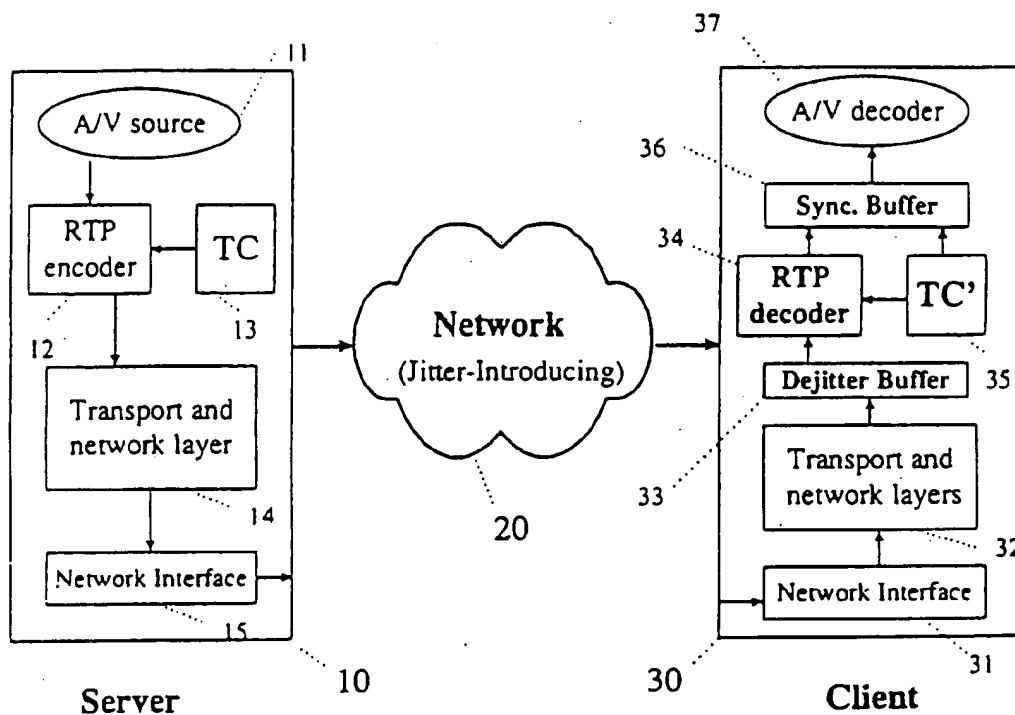 11
A/V source
RTP
encoder
TC
12
13
Transport and
network layer
14
Network Interface
15
10
Server
Network
(Jitter-Introducing)
20
37
A/V decoder
36
Sync. Buffer
34
RTP
decoder
TC'
35
Dejitter Buffer
33
Transport and
network layers
32
Network Interface
31
30
Client